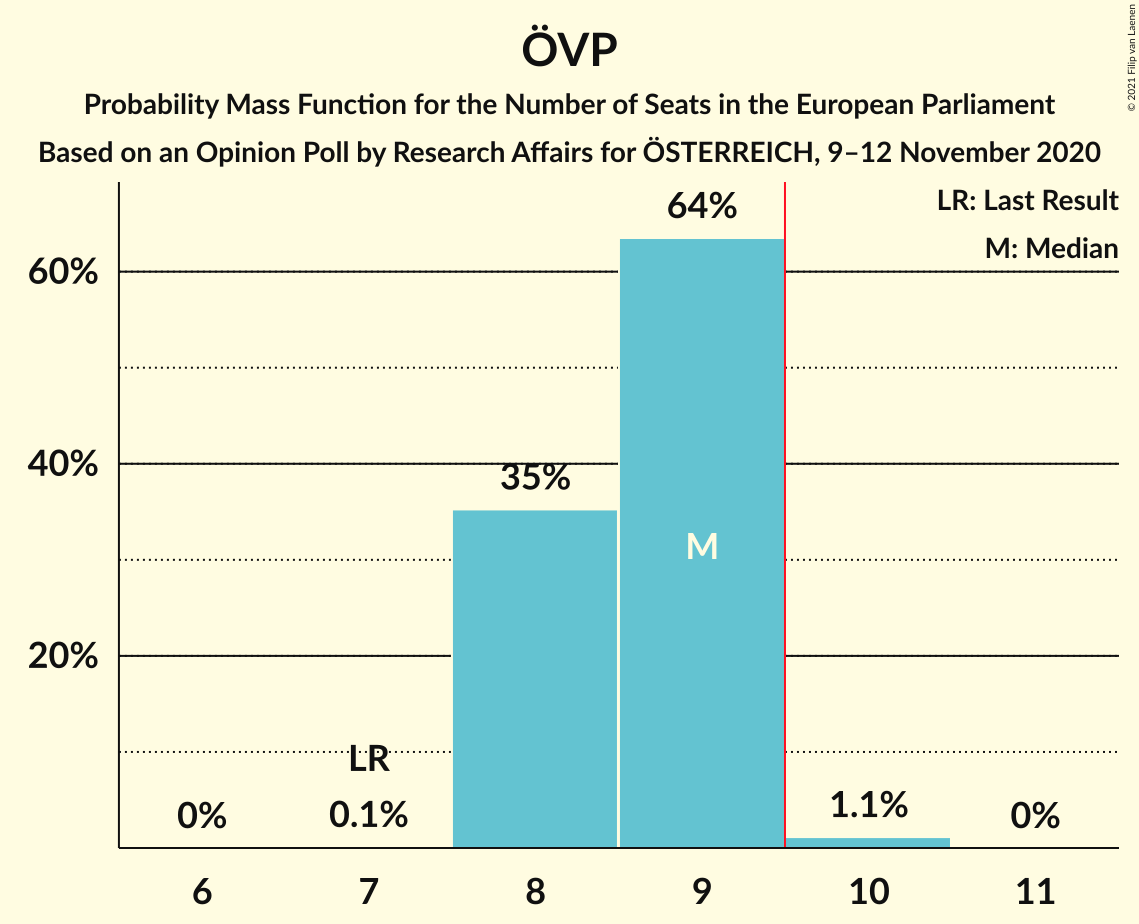 ÖVP
Probability Mass Function for the Number of Seats in the European Parliament
Based on an Opinion Poll by Research Affairs for ÖSTERREICH, 9–12 November 2020
© 2021 Filip van Laenen
LR: Last Result
M: Median
64%
60%
40%
35%
M
20%
LR
0% 0.1% 1.1% 0%
6 7 8 9 10 11